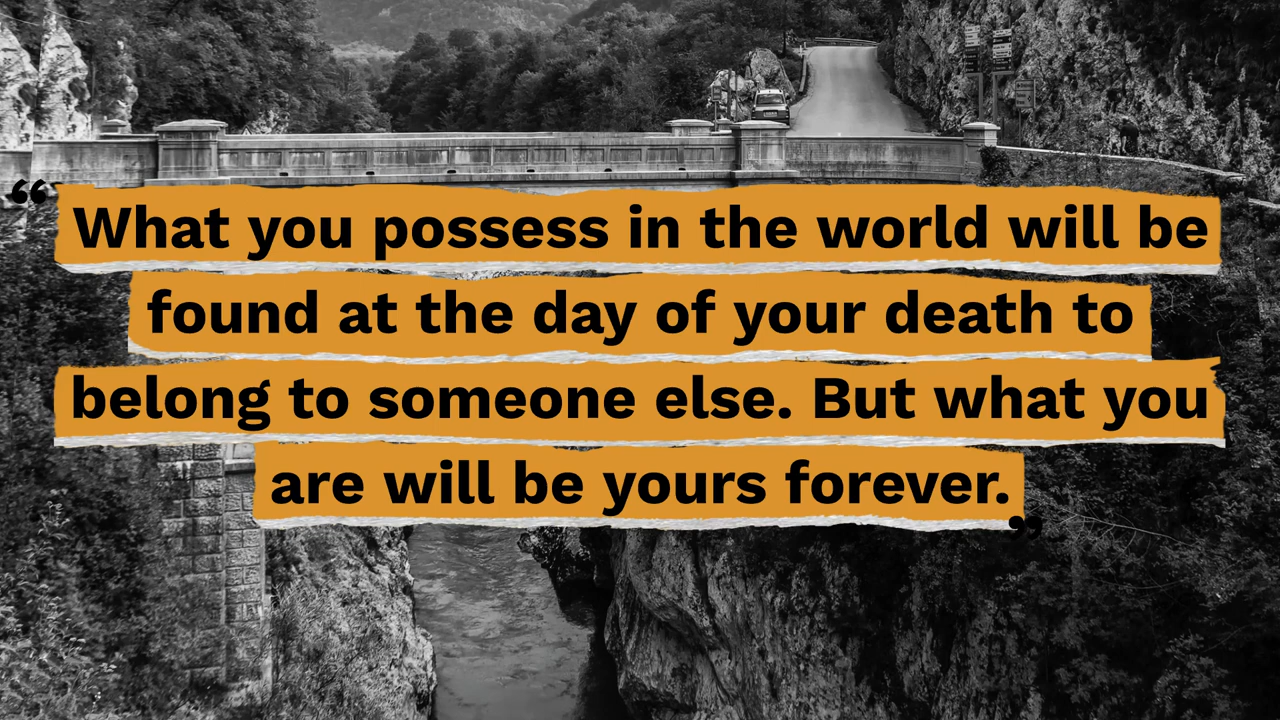 “What you possess in the world will be
found at the day of your death to
belong to someone else. But what you
are will be yours forever.”